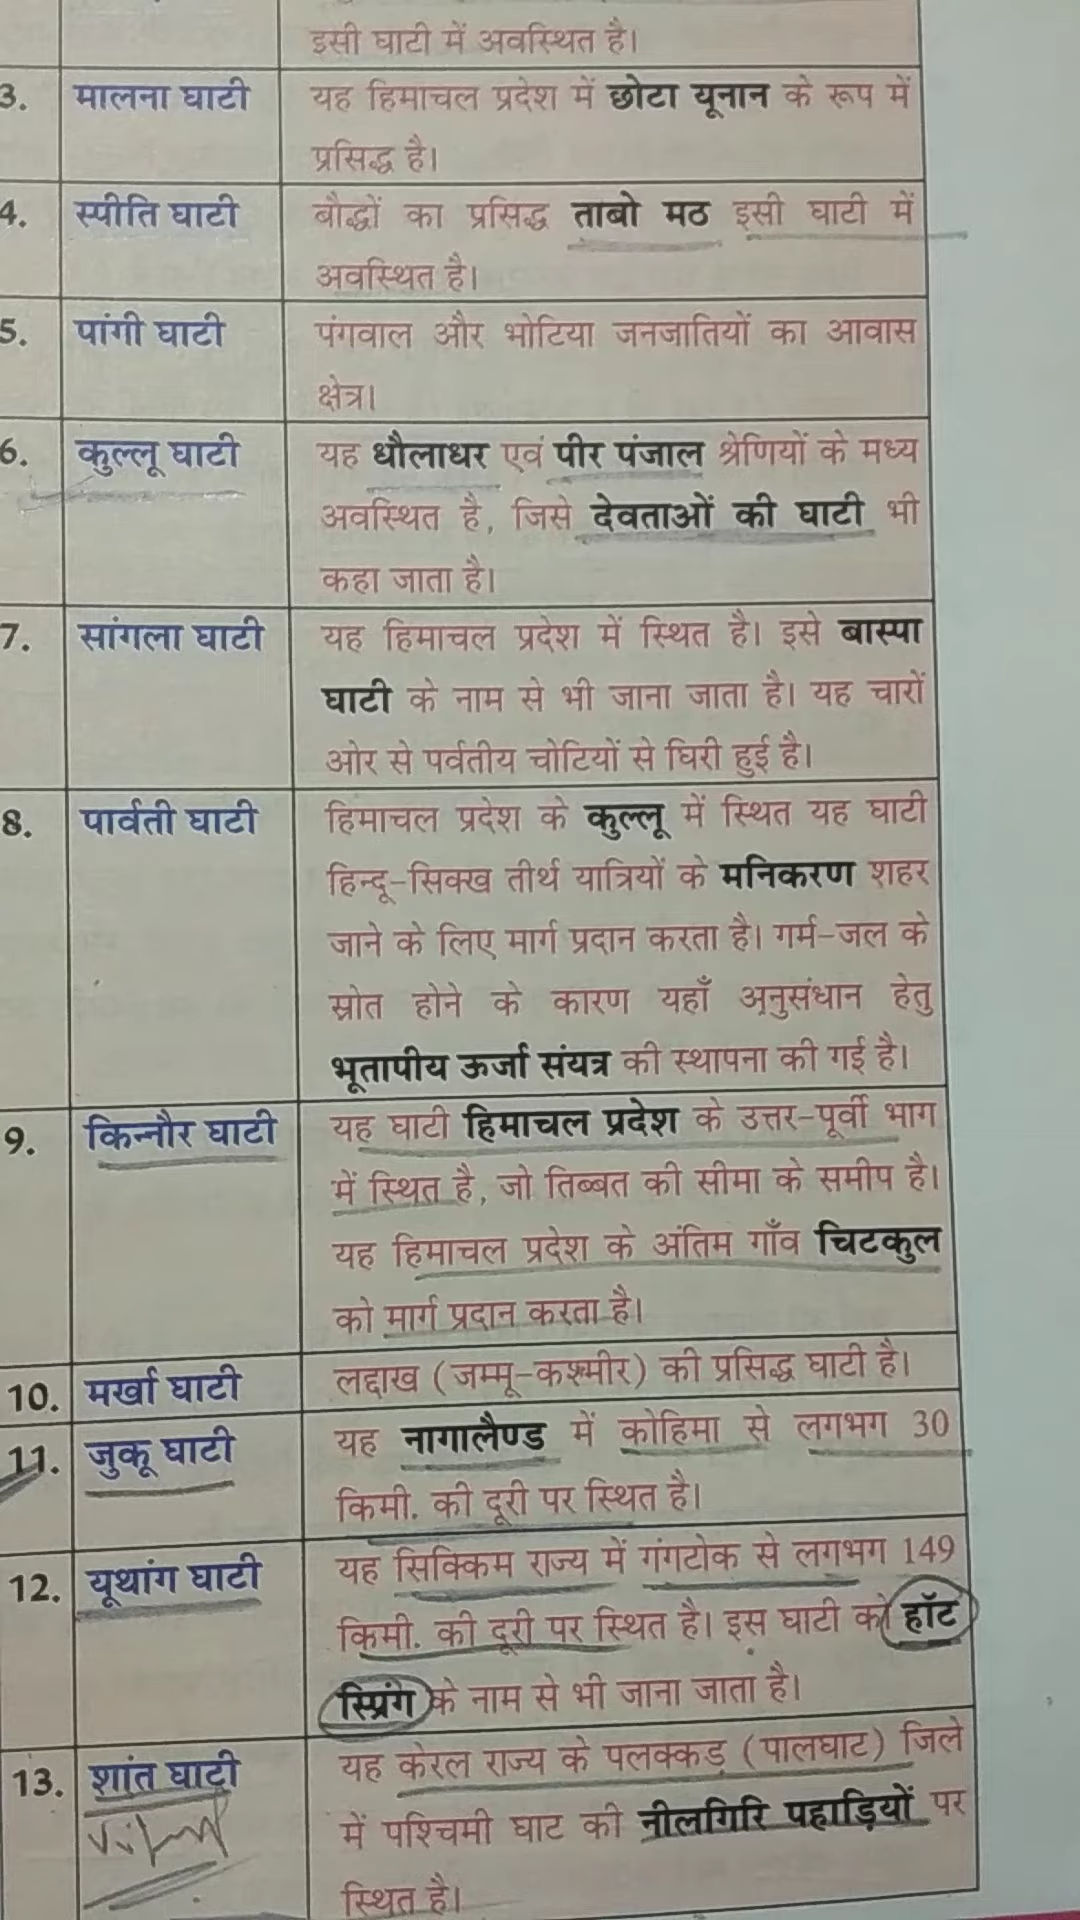 इसी घाटी में अवस्थित है।
3. मालना घाटी यह हिमाचल प्रदेश में छोटा यूनान के रूप में
प्रसिद्ध है।
4. स्पीति घाटी बौद्धों का प्रसिद्ध ताबो मठ इसी घाटी में
अवस्थित है।
5. पांगी घाटी पंगवाल और भोटिया जनजातियों का आवास
क्षेत्र।
6. कुल्लू घाटी यह धौलाधर एवं पीर पंजाल श्रेणियों के मध्य
अवस्थित है, जिसे देवताओं की घाटी भी
कहा जाता है।
7. सांगला घाटी यह हिमाचल प्रदेश में स्थित है। इसे बास्पा
घाटी के नाम से भी जाना जाता है। यह चारों
ओर से पर्वतीय चोटियों से घिरी हुई है।
8. पार्वती घाटी हिमाचल प्रदेश के कुल्लू में स्थित यह घाटी
हिन्दू-सिक्ख तीर्थ यात्रियों के मनिकरण शहर
जाने के लिए मार्ग प्रदान करता है। गर्म-जल के
स्रोत होने के कारण यहाँ अनुसंधान हेतु
भूतापीय ऊर्जा संयत्र की स्थापना की गई है।
9. किन्नौर घाटी यह घाटी हिमाचल प्रदेश के उत्तर-पूर्वी भाग
में स्थित है, जो तिब्बत की सीमा के समीप है।
यह हिमाचल प्रदेश के अंतिम गाँव चिटकुल
को मार्ग प्रदान करता है।
10. मर्खा घाटी लद्दाख (जम्मू-कश्मीर) की प्रसिद्ध घाटी है।
11. जुकू घाटी यह नागालैण्ड में कोहिमा से लगभग 30
किमी. की दूरी पर स्थित है।
12. यूथांग घाटी यह सिक्किम राज्य में गंगटोक से लगभग 149
किमी. की दूरी पर स्थित है। इस घाटी को हॉट
स्प्रिंग के नाम से भी जाना जाता है।
13. शांत घाटी यह केरल राज्य के पलक्कड़ (पालघाट) जिले
में पश्चिमी घाट की नीलगिरि पहाड़ियों पर
स्थित है।